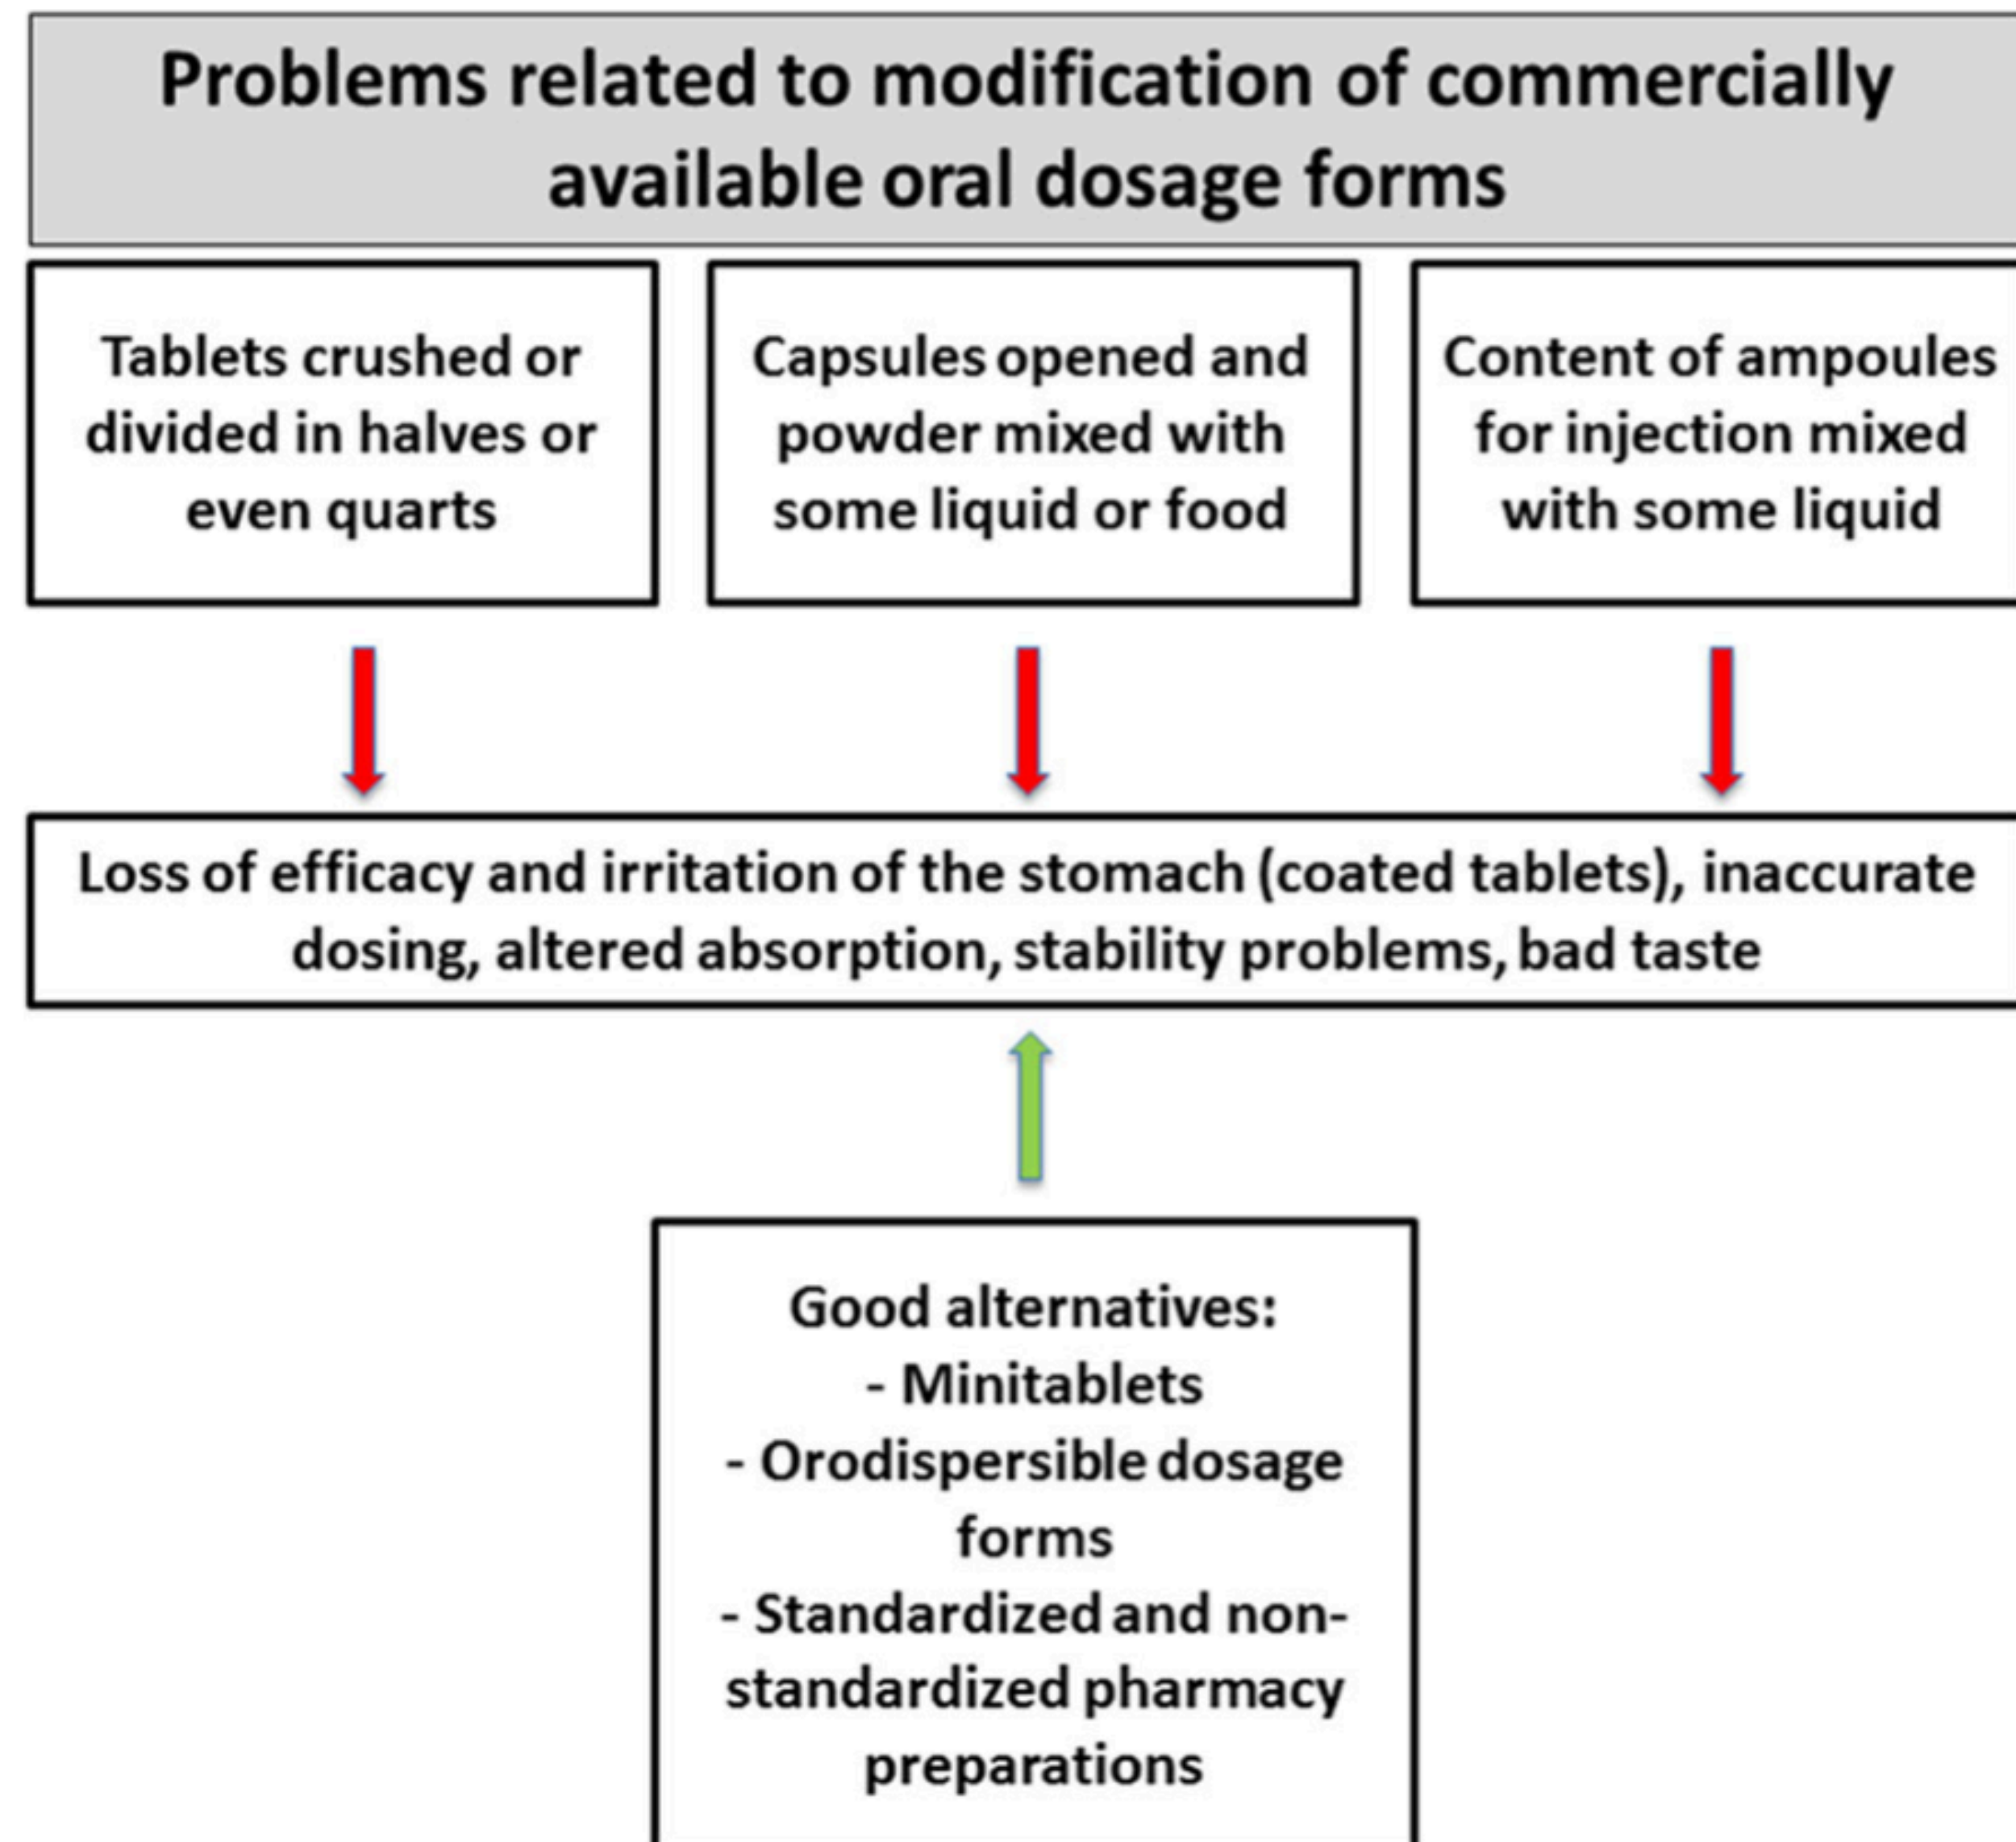 Problems related to modification of commercially
available oral dosage forms
Tablets crushed or
divided in halves or
even quarts
Capsules opened and
powder mixed with
some liquid or food
Content of ampoules
for injection mixed
with some liquid
Loss of efficacy and irritation of the stomach (coated tablets), inaccurate
dosing, altered absorption, stability problems, bad taste
Good alternatives:
- Minitablets
- Orodispersible dosage
forms
- Standardized and non-
standardized pharmacy
preparations